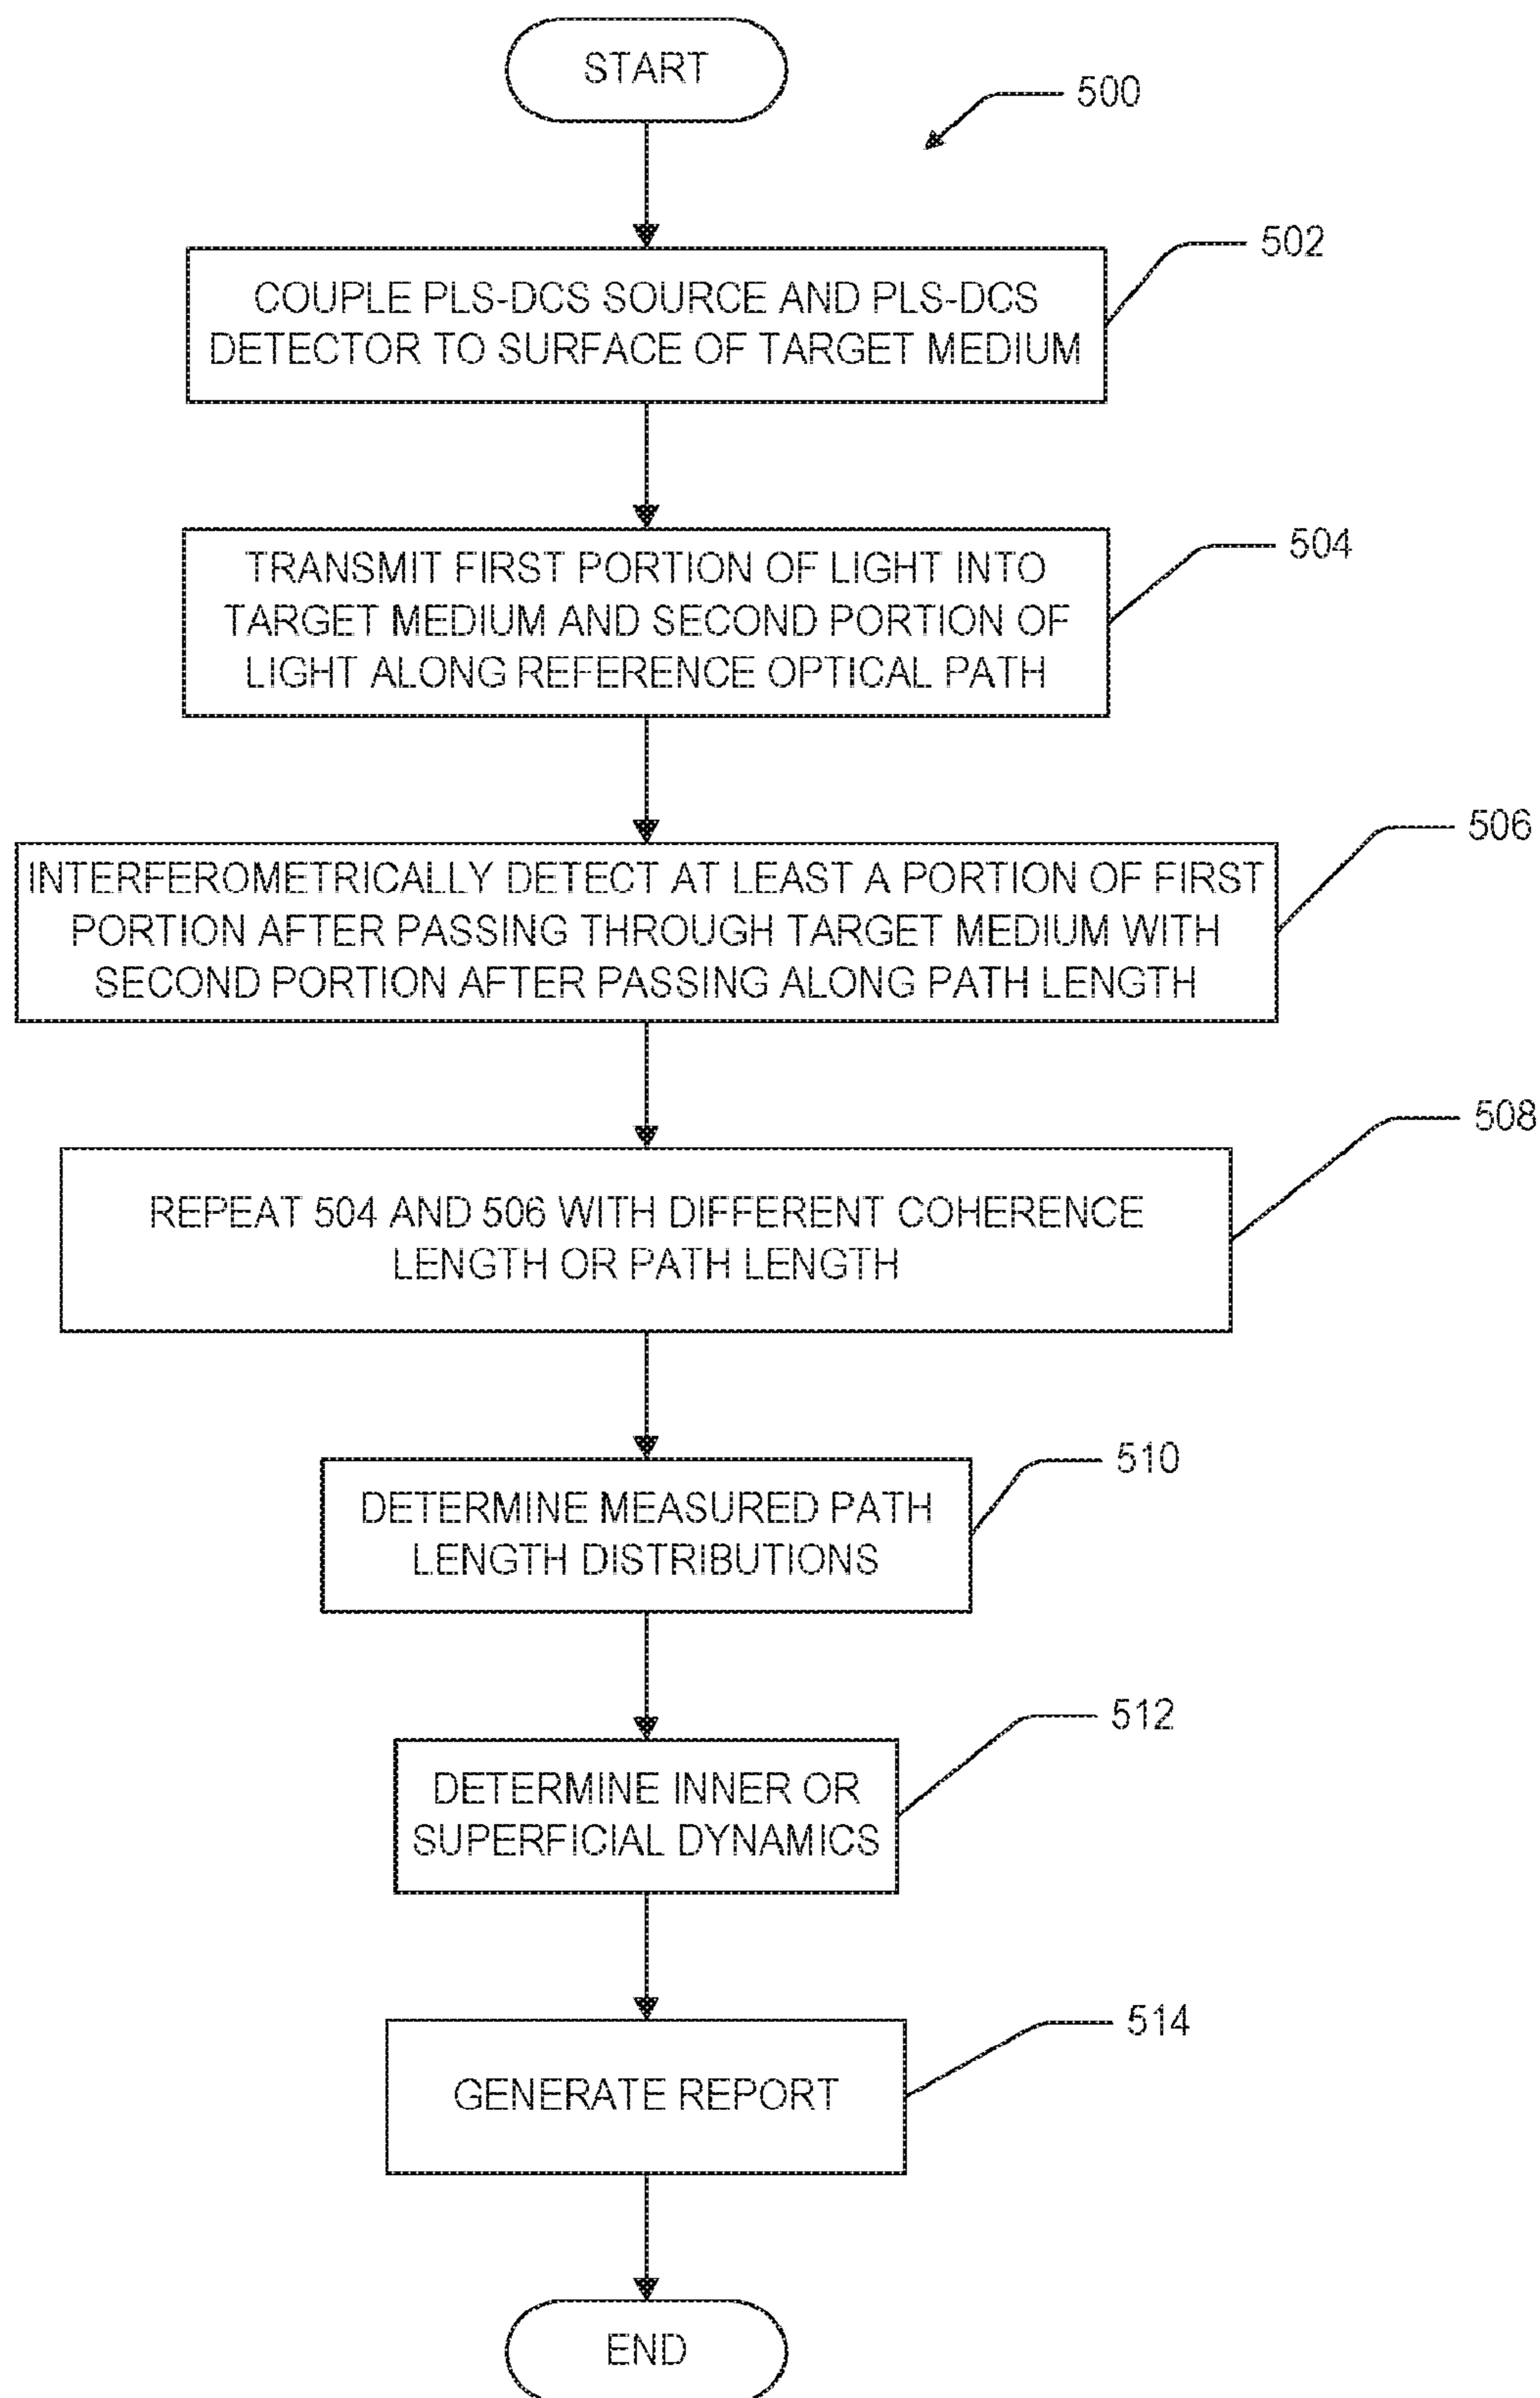 START
500
502
COUPLE PLS-DCS SOURCE AND PLS-DCS
DETECTOR TO SURFACE OF TARGET MEDIUM
504
TRANSMIT FIRST PORTION OF LIGHT INTO
TARGET MEDIUM AND SECOND PORTION OF
LIGHT ALONG REFERENCE OPTICAL PATH
506
INTERFEROMETRICALLY DETECT AT LEAST A PORTION OF FIRST
PORTION AFTER PASSING THROUGH TARGET MEDIUM WITH
SECOND PORTION AFTER PASSING ALONG PATH LENGTH
508
REPEAT 504 AND 506 WITH DIFFERENT COHERENCE
LENGTH OR PATH LENGTH
510
DETERMINE MEASURED PATH
LENGTH DISTRIBUTIONS
512
DETERMINE INNER OR
SUPERFICIAL DYNAMICS
514
GENERATE REPORT
END